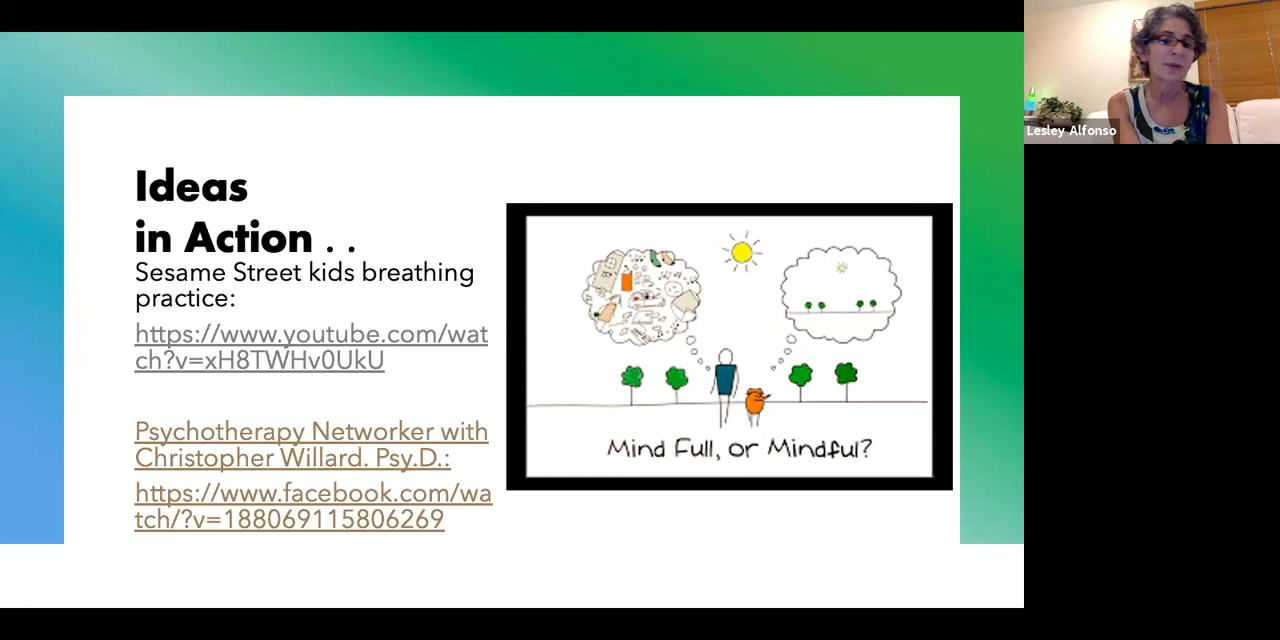 Ideas
in Action . .
Sesame Street kids breathing
practice:
https://www.youtube.com/wat
ch?v=xH8TWHv0UkU
Psychotherapy Networker with
Christopher Willard. Psy.D.:
https://www.facebook.com/wa
tch/?v=188069115806269
Mind Full, or Mindful?
Lesley Alfonso